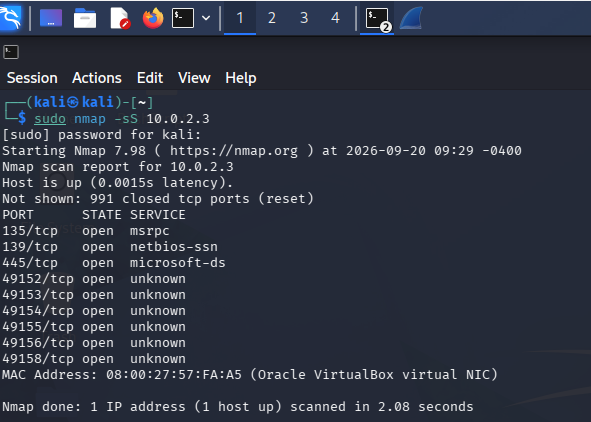 1 2 3 4 2
Session Actions Edit View Help
┌──(kali㉿kali)-[~]
└─$ sudo nmap -sS 10.0.2.3
[sudo] password for kali:
Starting Nmap 7.98 ( https://nmap.org ) at 2026-09-20 09:29 -0400
Nmap scan report for 10.0.2.3
Host is up (0.0015s latency).
Not shown: 991 closed tcp ports (reset)
PORT      STATE SERVICE
135/tcp   open  msrpc
139/tcp   open  netbios-ssn
445/tcp   open  microsoft-ds
49152/tcp open  unknown
49153/tcp open  unknown
49154/tcp open  unknown
49155/tcp open  unknown
49156/tcp open  unknown
49158/tcp open  unknown
MAC Address: 08:00:27:57:FA:A5 (Oracle VirtualBox virtual NIC)
Nmap done: 1 IP address (1 host up) scanned in 2.08 seconds